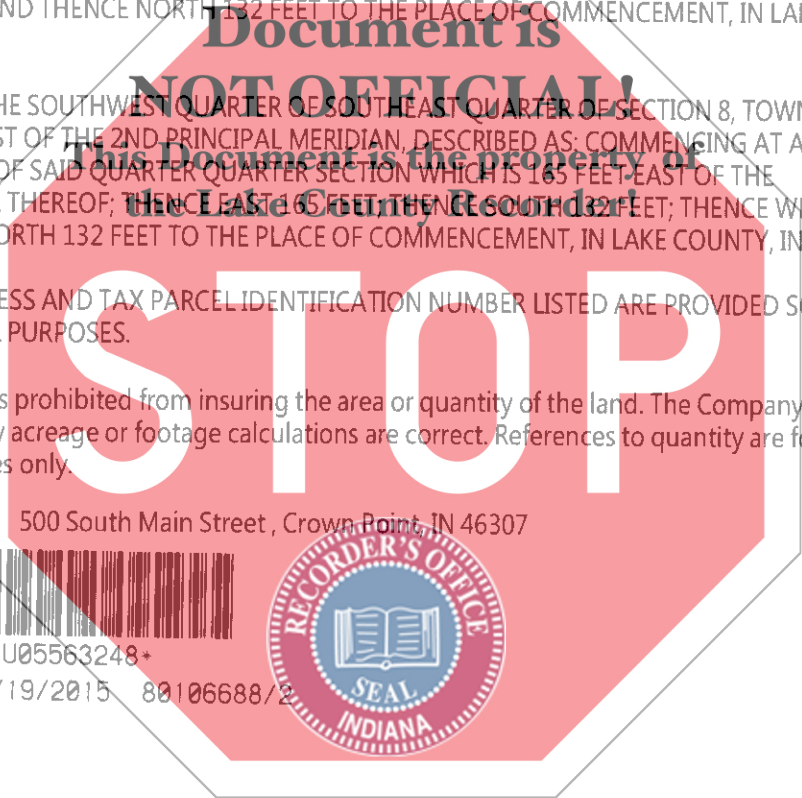 ND THENCE NORTH 132 FEET TO THE PLACE OF COMMENCEMENT, IN LA
Document is
NOT OFFICIAL!
HE SOUTHWEST QUARTER OF SOUTHEAST QUARTER OF SECTION 8, TOW
This Document is the property of
ST OF THE 2ND PRINCIPAL MERIDIAN, DESCRIBED AS: COMMENCING AT A
OF SAID QUARTER QUARTER SECTION WHICH IS 165 FEET EAST OF THE
the Lake County Recorder!
THEREOF; THENCE EAST 165 FEET; THENCE SOUTH 132 FEET; THENCE W
ORTH 132 FEET TO THE PLACE OF COMMENCEMENT, IN LAKE COUNTY, IN
STOP
ESS AND TAX PARCEL IDENTIFICATION NUMBER LISTED ARE PROVIDED S
PURPOSES.
s prohibited from insuring the area or quantity of the land. The Company
y acreage or footage calculations are correct. References to quantity are f
es only.
500 South Main Street , Crown Point, IN 46307
RECORDER'S OFFICE
SEAL
INDIANA
U05563248*
/19/2015 80106688/2